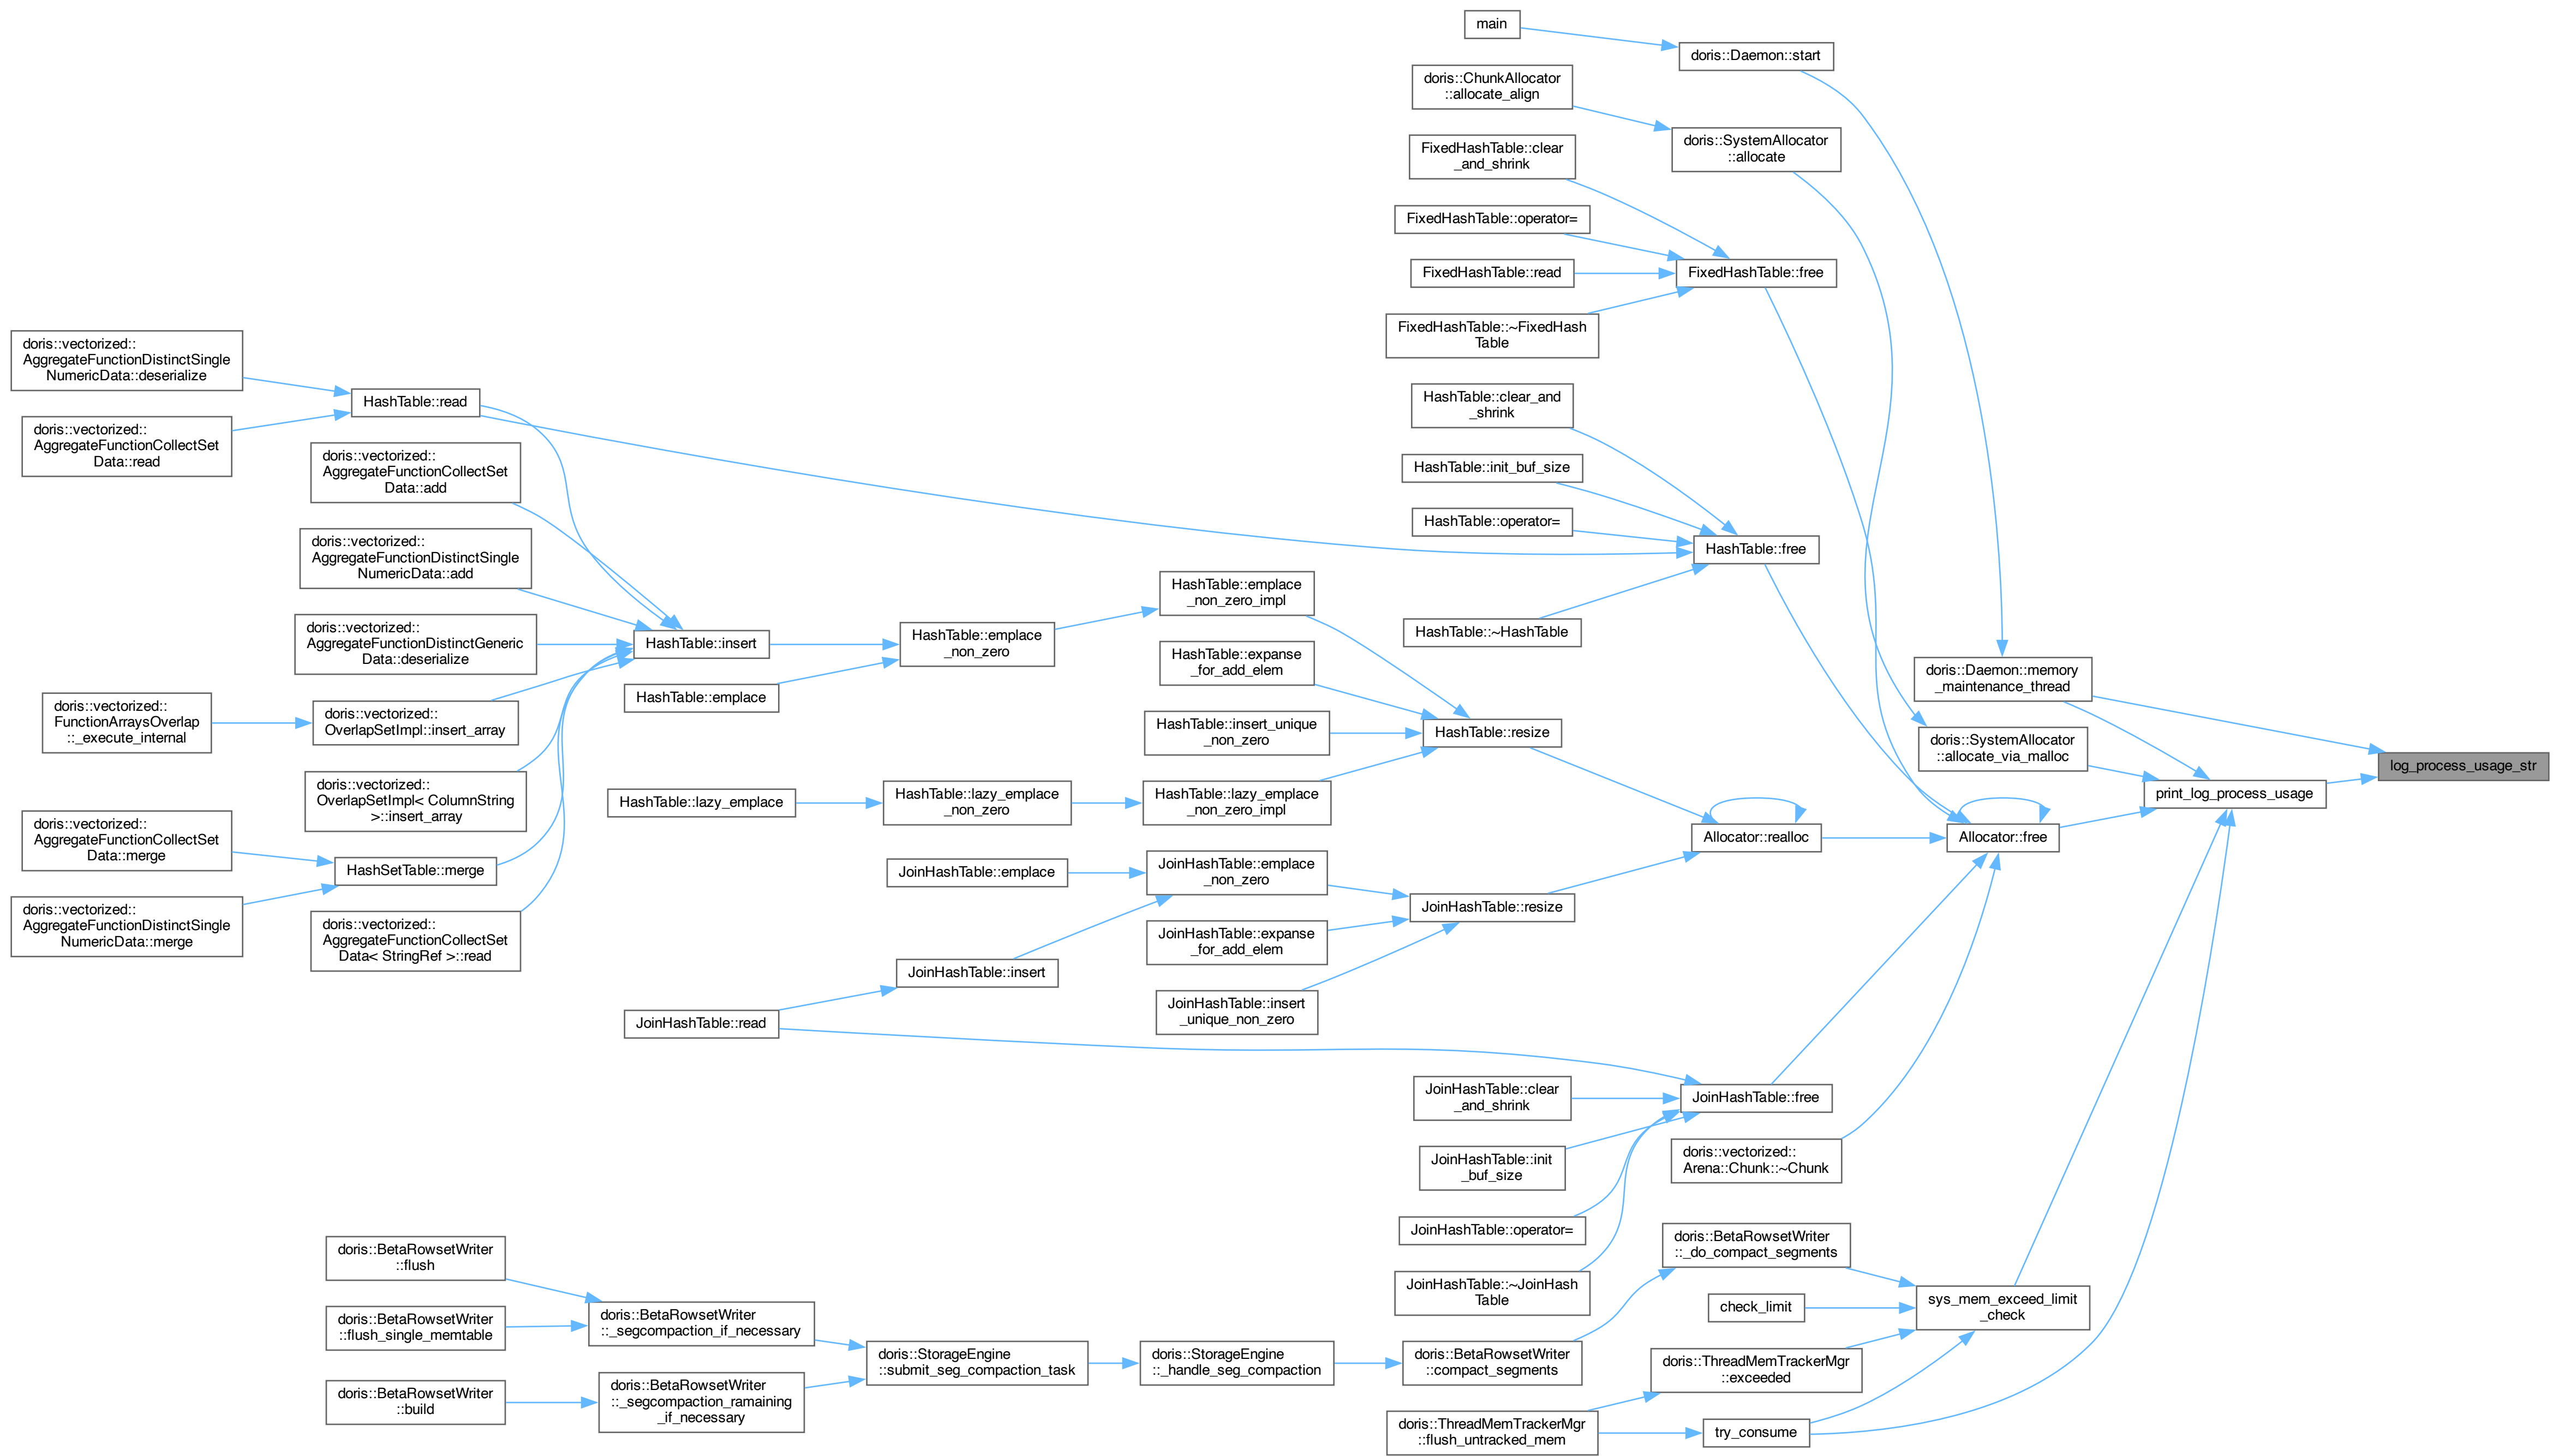 main
doris::Daemon::start
doris::ChunkAllocator
::allocate_align
doris::SystemAllocator
::allocate
FixedHashTable::clear
_and_shrink
FixedHashTable::operator=
FixedHashTable::read
FixedHashTable::free
FixedHashTable::~FixedHash
Table
doris::vectorized::
AggregateFunctionDistinctSingle
NumericData::deserialize
HashTable::read
doris::vectorized::
AggregateFunctionCollectSet
Data::read
HashTable::clear_and
_shrink
doris::vectorized::
AggregateFunctionCollectSet
Data::add
HashTable::init_buf_size
HashTable::operator=
HashTable::free
doris::vectorized::
AggregateFunctionDistinctSingle
NumericData::add
HashTable::emplace
_non_zero_impl
HashTable::~HashTable
doris::vectorized::
AggregateFunctionDistinctGeneric
Data::deserialize
HashTable::insert
HashTable::emplace
_non_zero
HashTable::expanse
_for_add_elem
doris::Daemon::memory
_maintenance_thread
HashTable::emplace
doris::vectorized::
FunctionArraysOverlap
::_execute_internal
doris::vectorized::
OverlapSetImpl::insert_array
HashTable::insert_unique
_non_zero
HashTable::resize
doris::SystemAllocator
::allocate_via_malloc
log_process_usage_str
print_log_process_usage
doris::vectorized::
OverlapSetImpl< ColumnString
>::insert_array
HashTable::lazy_emplace
HashTable::lazy_emplace
_non_zero
HashTable::lazy_emplace
_non_zero_impl
Allocator::realloc
Allocator::free
doris::vectorized::
AggregateFunctionCollectSet
Data::merge
HashSetTable::merge
JoinHashTable::emplace
JoinHashTable::emplace
_non_zero
JoinHashTable::resize
doris::vectorized::
AggregateFunctionDistinctSingle
NumericData::merge
doris::vectorized::
AggregateFunctionCollectSet
Data< StringRef >::read
JoinHashTable::expanse
_for_add_elem
JoinHashTable::insert
JoinHashTable::insert
_unique_non_zero
JoinHashTable::read
JoinHashTable::clear
_and_shrink
JoinHashTable::free
JoinHashTable::init
_buf_size
doris::vectorized::
Arena::Chunk::~Chunk
JoinHashTable::operator=
doris::BetaRowsetWriter
::_do_compact_segments
doris::BetaRowsetWriter
::flush
JoinHashTable::~JoinHash
Table
check_limit
sys_mem_exceed_limit
_check
doris::BetaRowsetWriter
::flush_single_memtable
doris::BetaRowsetWriter
::_segcompaction_if_necessary
doris::StorageEngine
::submit_seg_compaction_task
doris::StorageEngine
::_handle_seg_compaction
doris::BetaRowsetWriter
::compact_segments
doris::ThreadMemTrackerMgr
::exceeded
doris::BetaRowsetWriter
::build
doris::BetaRowsetWriter
::_segcompaction_ramaining
_if_necessary
doris::ThreadMemTrackerMgr
::flush_untracked_mem
try_consume